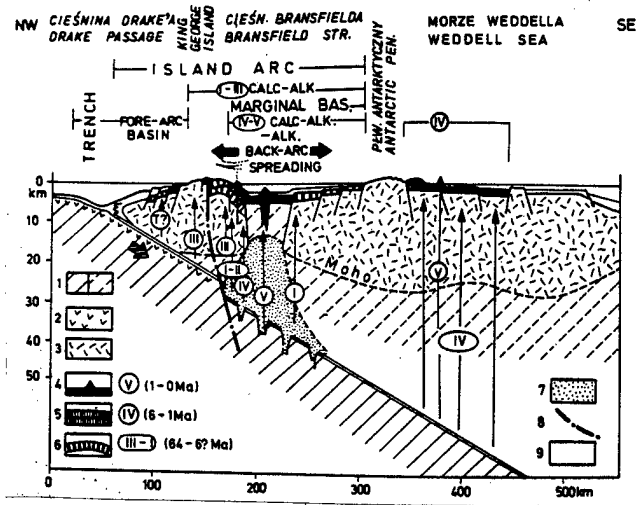 NW
CIEŚNINA DRAKE'A
DRAKE PASSAGE
KING
GEORGE
ISLAND
CIEŚN. BRANSFIELDA
BRANSFIELD STR.
PŁW. ANTARKTYCZNY
ANTARCTIC PEN.
MORZE WEDDELLA
WEDDELL SEA
SE
ISLAND ARC
I-III CALC-ALK
MARGINAL BAS.
TRENCH
FORE-ARC
BASIN
IV-V CALC-ALK.
-ALK.
IV
BACK-ARC
SPREADING
0
km
10
20
30
40
50
T?
III
III
I-II
IV
V
I
Moho
V
IV
1
2
3
4 V (1-0Ma)
5 IV (6-1Ma)
6 III-I (64-6?Ma)
7
8
9
0 100 200 300 400 500km